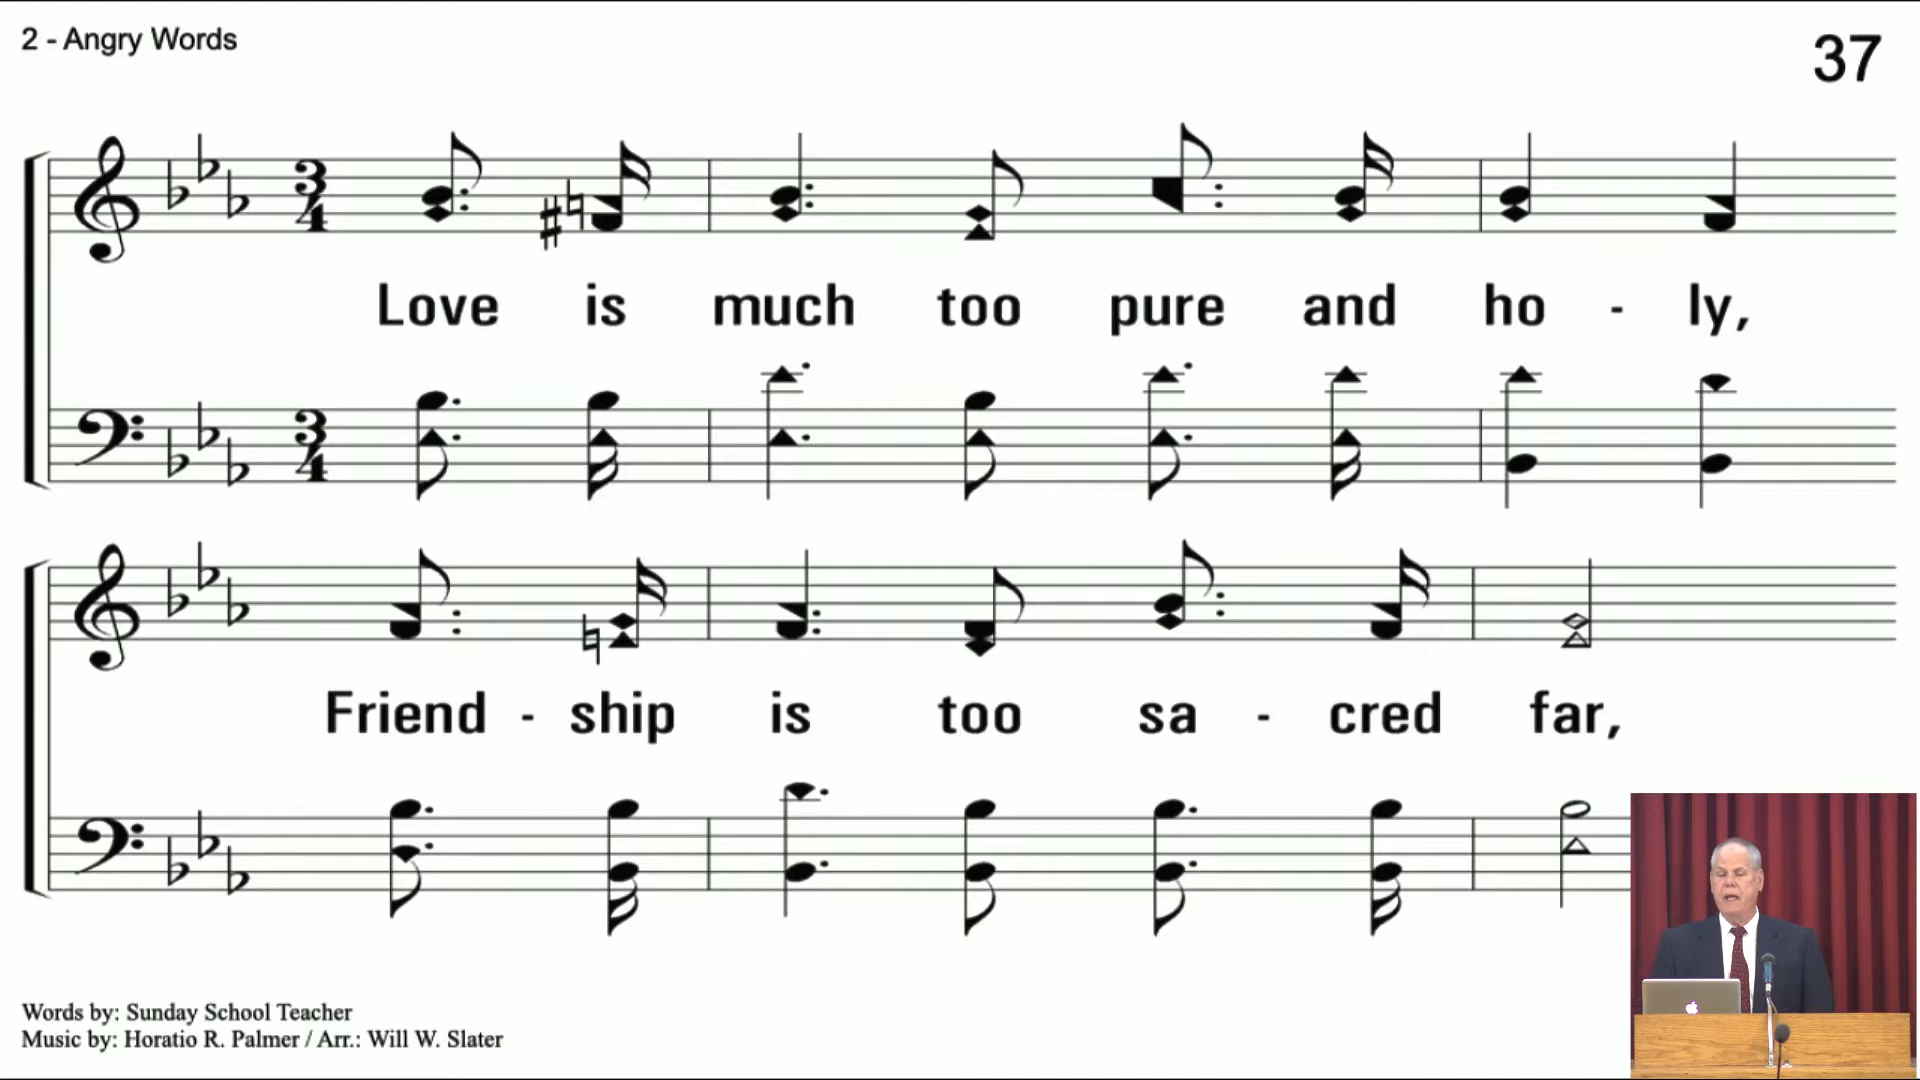 2 - Angry Words
37
Love is much too pure and ho - ly,
Friend - ship is too sa - cred far,
Words by: Sunday School Teacher
Music by: Horatio R. Palmer / Arr.: Will W. Slater